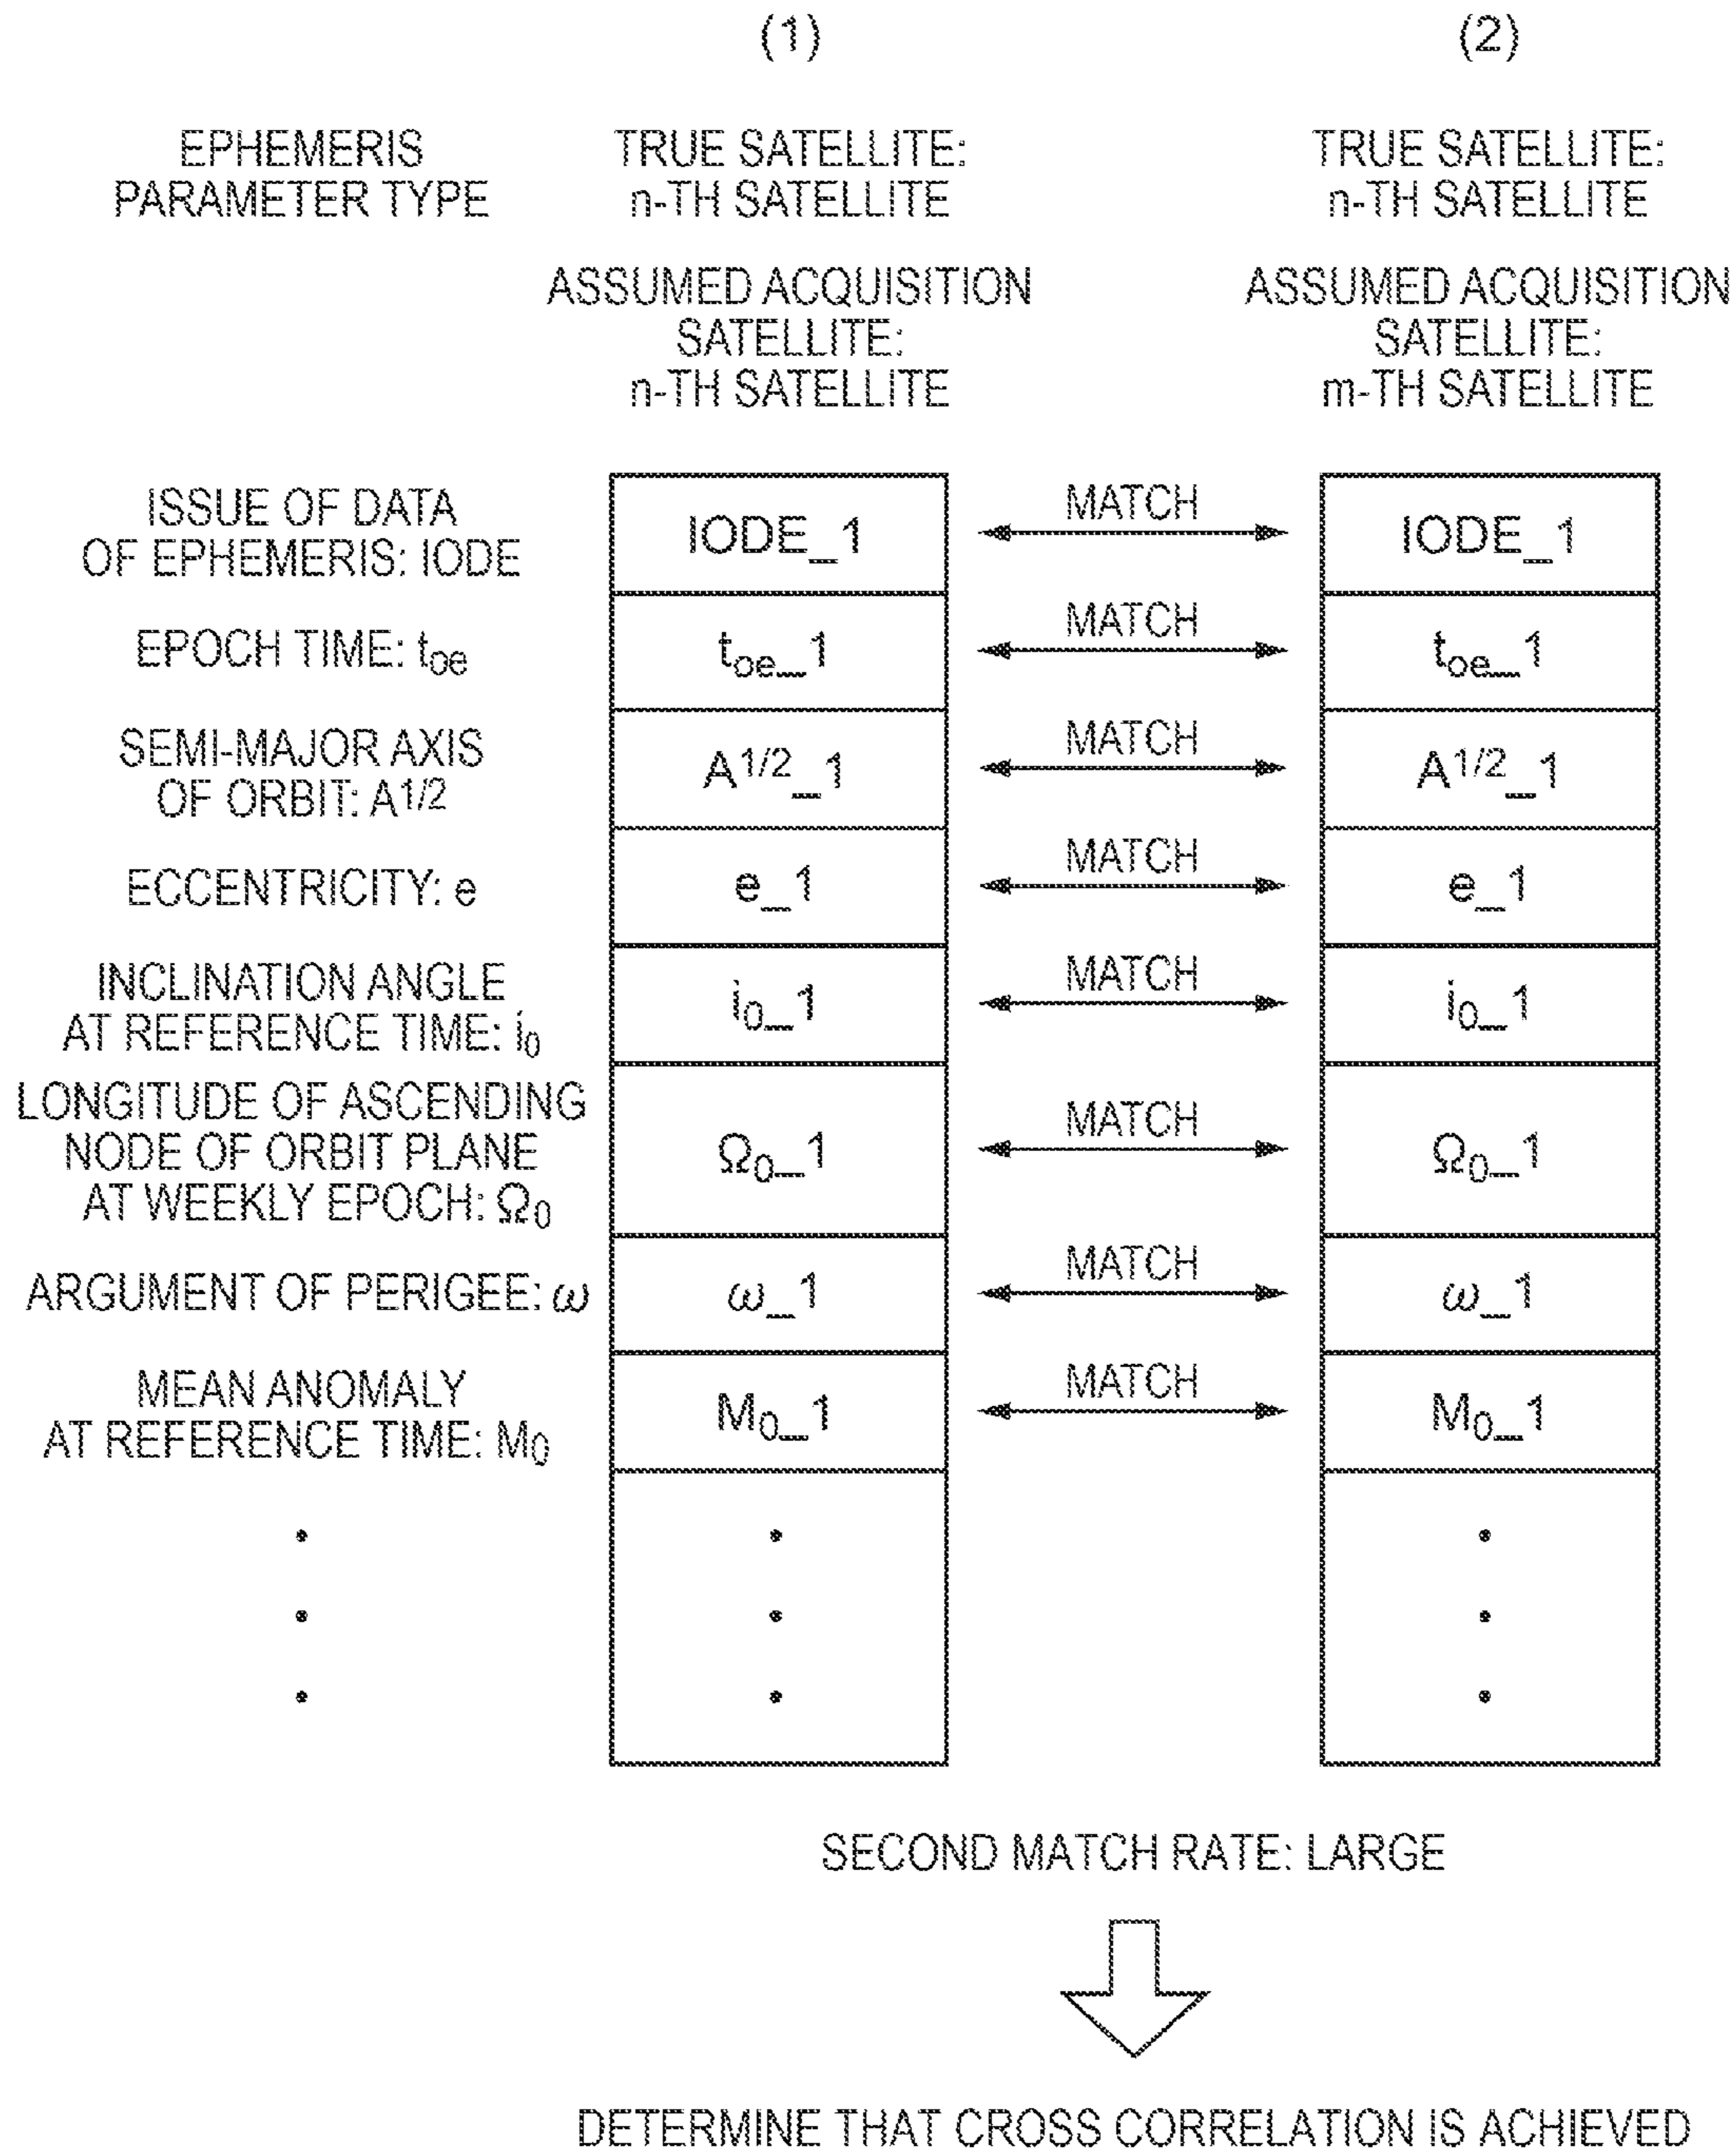 (1)
(2)
EPHEMERIS
PARAMETER TYPE
TRUE SATELLITE:
n-TH SATELLITE
TRUE SATELLITE:
n-TH SATELLITE
ASSUMED ACQUISITION
SATELLITE:
n-TH SATELLITE
ASSUMED ACQUISITION
SATELLITE:
m-TH SATELLITE
ISSUE OF DATA
OF EPHEMERIS: IODE
IODE_1
MATCH
IODE_1
EPOCH TIME: toe
toe_1
MATCH
toe_1
SEMI-MAJOR AXIS
OF ORBIT: A1/2
A1/2_1
MATCH
A1/2_1
ECCENTRICITY: e
e_1
MATCH
e_1
INCLINATION ANGLE
AT REFERENCE TIME: i0
i0_1
MATCH
i0_1
LONGITUDE OF ASCENDING
NODE OF ORBIT PLANE
AT WEEKLY EPOCH: Ω0
Ω0_1
MATCH
Ω0_1
ARGUMENT OF PERIGEE: ω
ω_1
MATCH
ω_1
MEAN ANOMALY
AT REFERENCE TIME: M0
M0_1
MATCH
M0_1
SECOND MATCH RATE: LARGE
DETERMINE THAT CROSS CORRELATION IS ACHIEVED